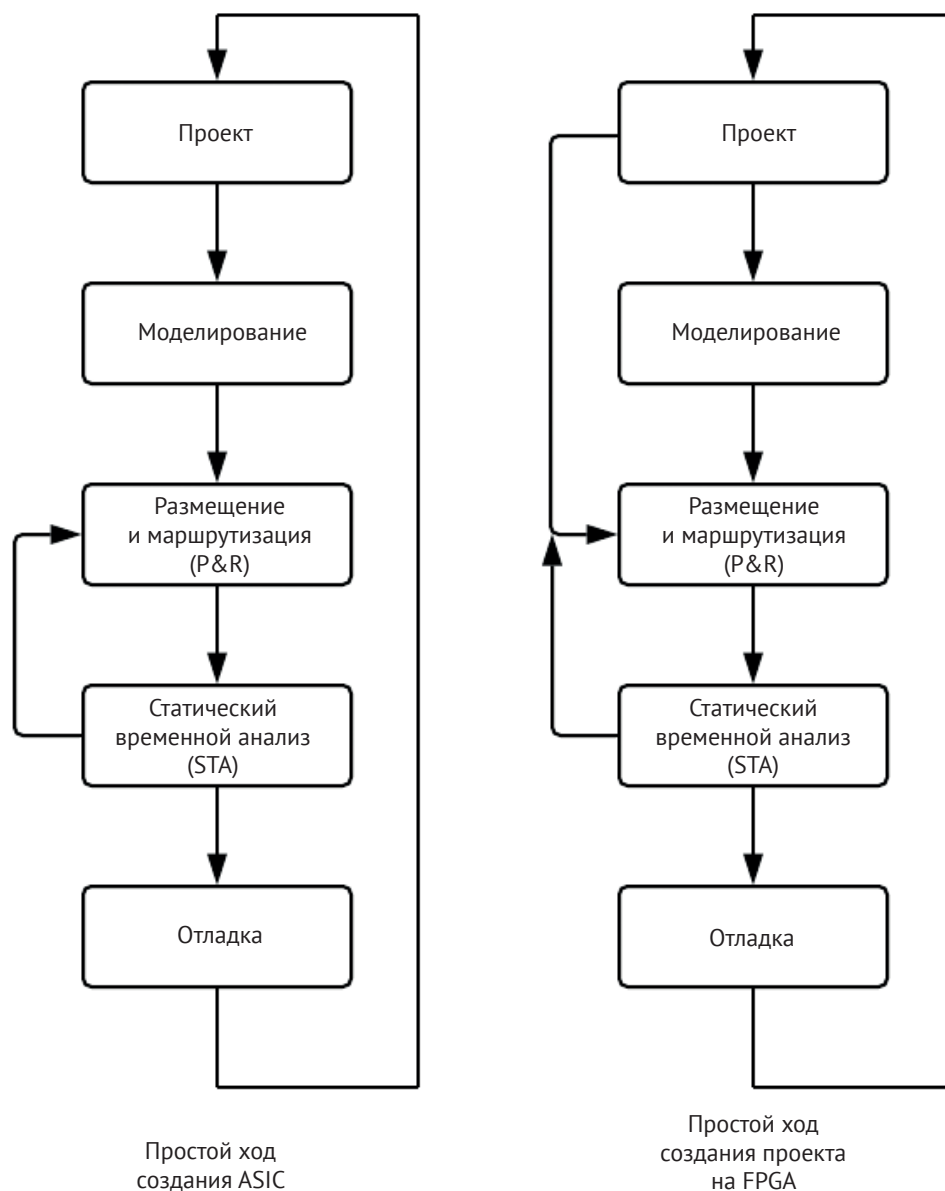 Проект
Моделирование
Размещение
и маршрутизация
(P&R)
Статический
временной анализ
(STA)
Отладка
Простой ход
создания ASIC
Проект
Моделирование
Размещение
и маршрутизация
(P&R)
Статический
временной анализ
(STA)
Отладка
Простой ход
создания проекта
на FPGA